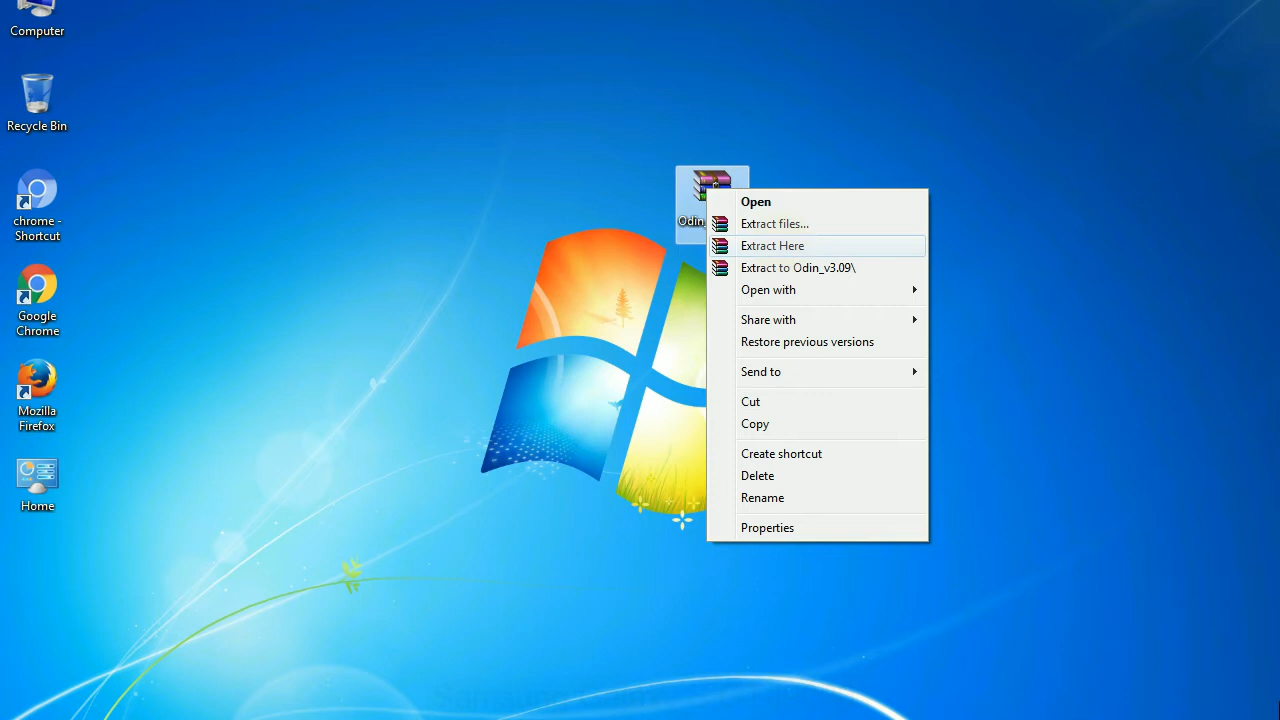 Computer
Recycle Bin
chrome -
Shortcut
Google
Chrome
Mozilla
Firefox
Home
Open
Extract files...
Extract Here
Extract to Odin_v3.09\
Open with
Share with
Restore previous versions
Send to
Cut
Copy
Create shortcut
Delete
Rename
Properties